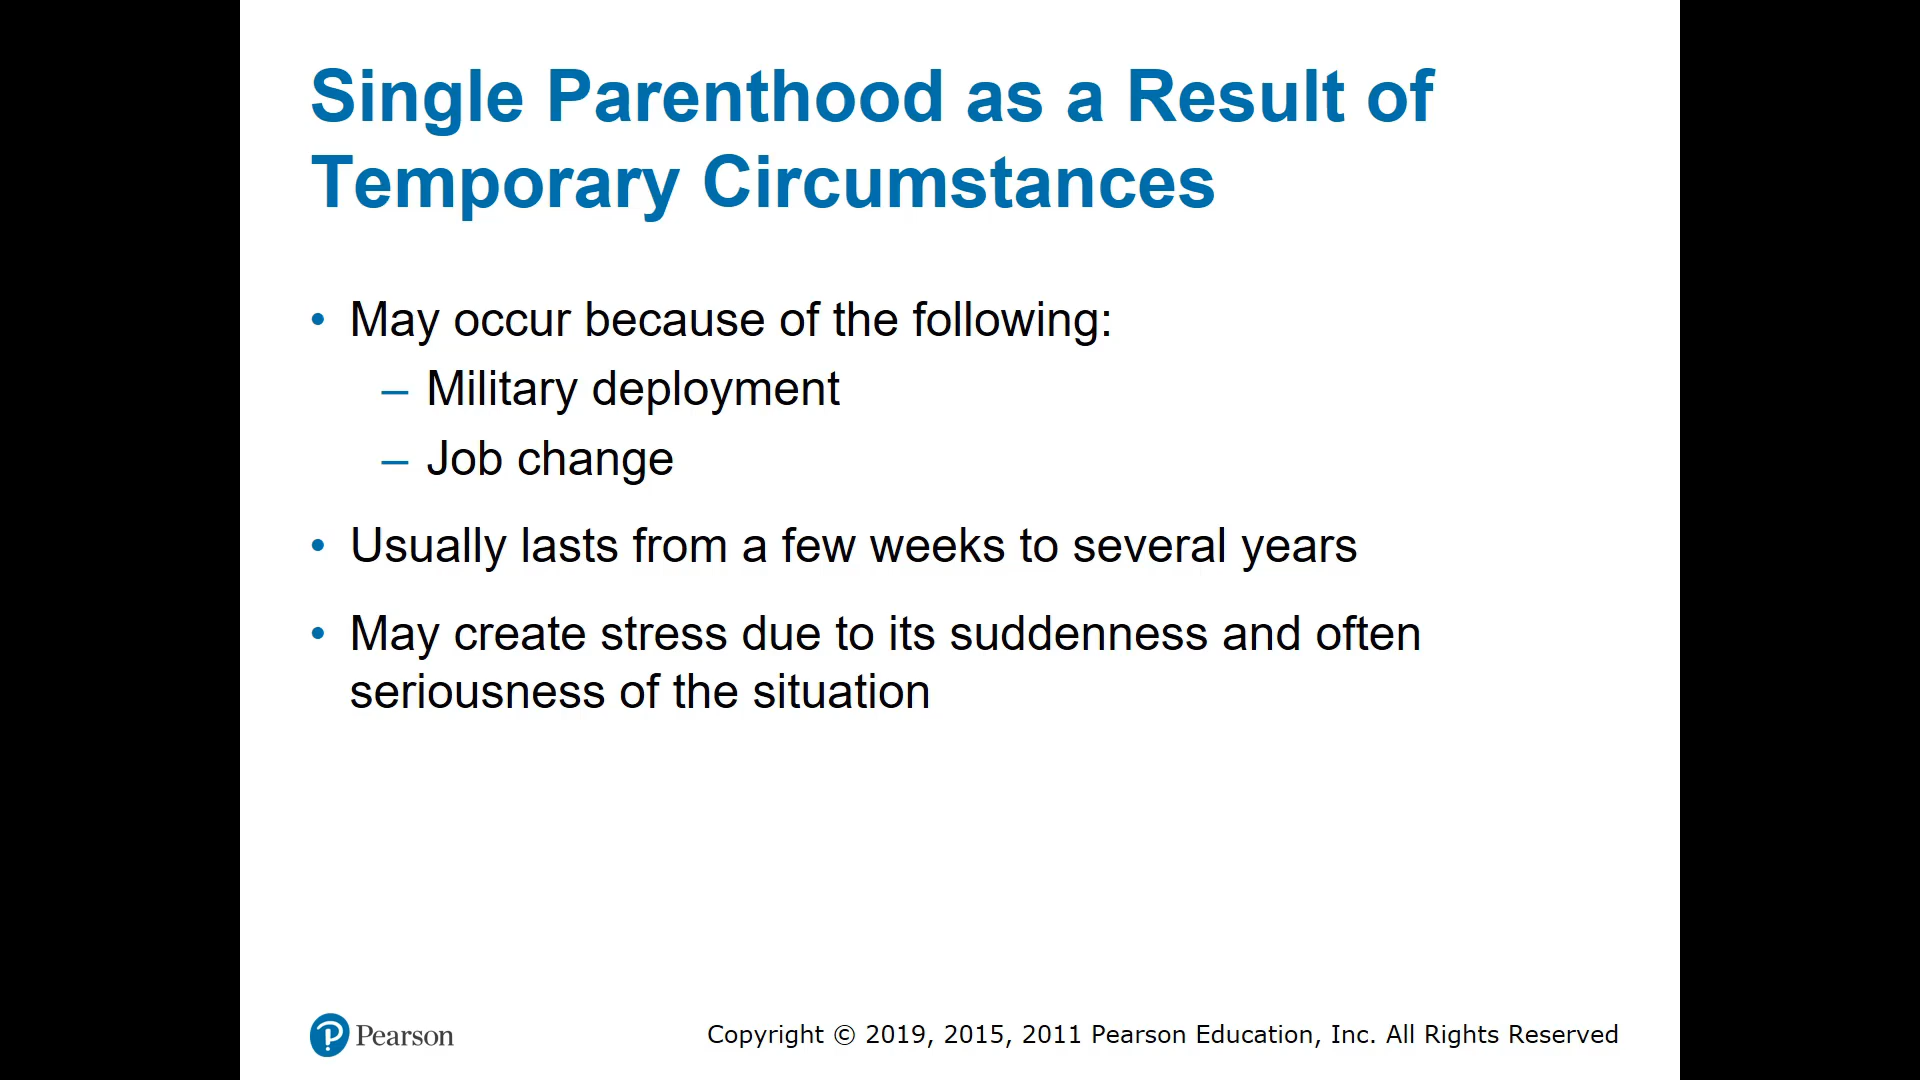 Single Parenthood as a Result of
Temporary Circumstances
• May occur because of the following:
– Military deployment
– Job change
• Usually lasts from a few weeks to several years
• May create stress due to its suddenness and often
seriousness of the situation
Pearson
Copyright © 2019, 2015, 2011 Pearson Education, Inc. All Rights Reserved